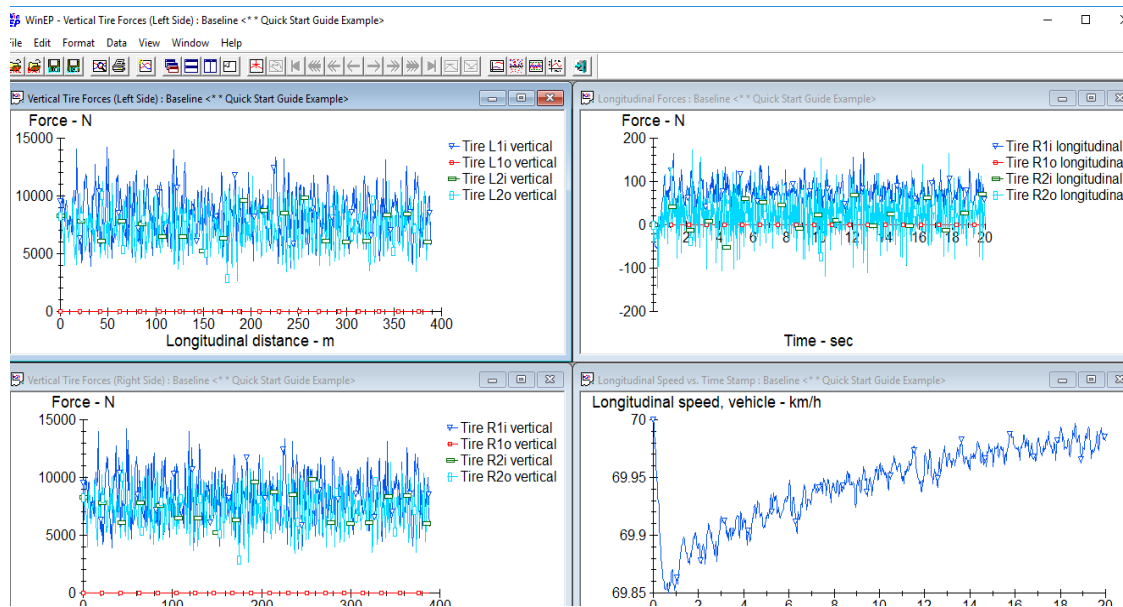 WinEP - Vertical Tire Forces (Left Side) : Baseline <* * Quick Start Guide Example>
File Edit Format Data View Window Help
Vertical Tire Forces (Left Side) : Baseline <* * Quick Start Guide Example>
Force - N
15000
10000
5000
0
0 50 100 150 200 250 300 350 400
Longitudinal distance - m
Tire L1i vertical
Tire L1o vertical
Tire L2i vertical
Tire L2o vertical
Longitudinal Forces : Baseline <* * Quick Start Guide Example>
Force - N
200
100
0
-100
-200
2 4 6 8 10 12 14 16 18 20
Time - sec
Tire R1i longitudinal
Tire R1o longitudinal
Tire R2i longitudinal
Tire R2o longitudinal
Vertical Tire Forces (Right Side) : Baseline <* * Quick Start Guide Example>
Force - N
15000
10000
5000
0
0 100 200 300 400
Tire R1i vertical
Tire R1o vertical
Tire R2i vertical
Tire R2o vertical
Longitudinal Speed vs. Time Stamp : Baseline <* * Quick Start Guide Example>
Longitudinal speed, vehicle - km/h
70
69.95
69.9
69.85
0 2 4 6 8 10 12 14 16 18 20